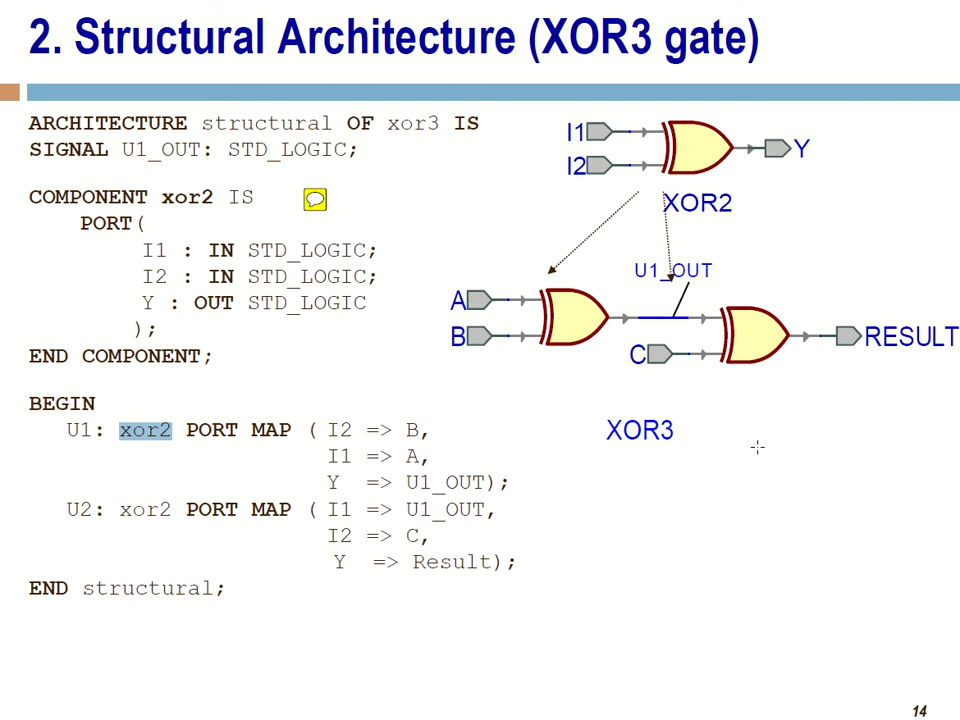 2. Structural Architecture (XOR3 gate)
ARCHITECTURE structural OF xor3 IS
SIGNAL U1_OUT: STD_LOGIC;
COMPONENT xor2 IS
PORT(
I1 : IN STD_LOGIC;
I2 : IN STD_LOGIC;
Y : OUT STD_LOGIC
);
END COMPONENT;
BEGIN
U1: xor2 PORT MAP ( I2 => B,
I1 => A,
Y => U1_OUT);
U2: xor2 PORT MAP ( I1 => U1_OUT,
I2 => C,
Y => Result);
END structural;
I1
I2
Y
XOR2
U1_OUT
A
B
C
RESULT
XOR3
14